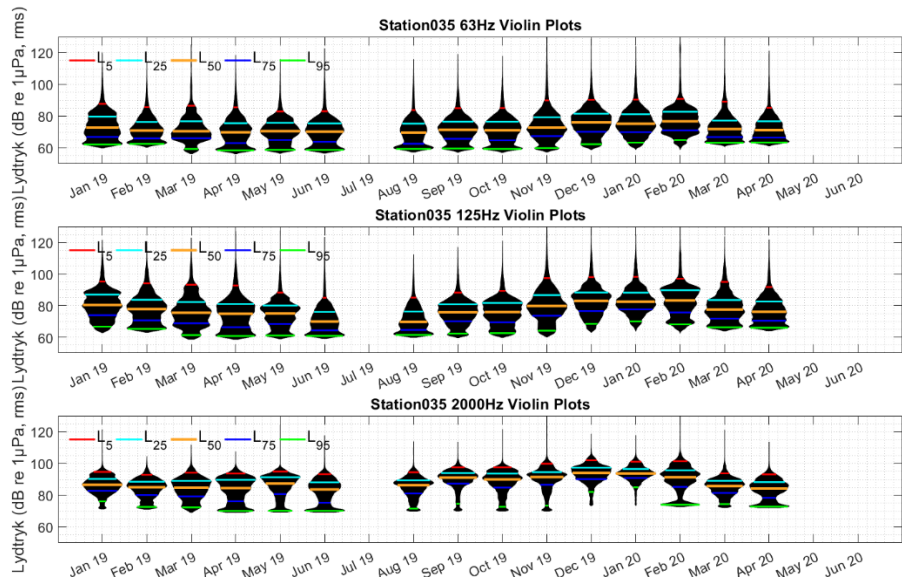 Station035 63Hz Violin Plots
Lydtryk (dB re 1µPa, rms)
120
100
80
60
L5 L25 L50 L75 L95
Jan 19 Feb 19 Mar 19 Apr 19 May 19 Jun 19 Jul 19 Aug 19 Sep 19 Oct 19 Nov 19 Dec 19 Jan 20 Feb 20 Mar 20 Apr 20 May 20 Jun 20
Station035 125Hz Violin Plots
Lydtryk (dB re 1µPa, rms)
120
100
80
60
L5 L25 L50 L75 L95
Jan 19 Feb 19 Mar 19 Apr 19 May 19 Jun 19 Jul 19 Aug 19 Sep 19 Oct 19 Nov 19 Dec 19 Jan 20 Feb 20 Mar 20 Apr 20 May 20 Jun 20
Station035 2000Hz Violin Plots
Lydtryk (dB re 1µPa, rms)
120
100
80
60
L5 L25 L50 L75 L95
Jan 19 Feb 19 Mar 19 Apr 19 May 19 Jun 19 Jul 19 Aug 19 Sep 19 Oct 19 Nov 19 Dec 19 Jan 20 Feb 20 Mar 20 Apr 20 May 20 Jun 20